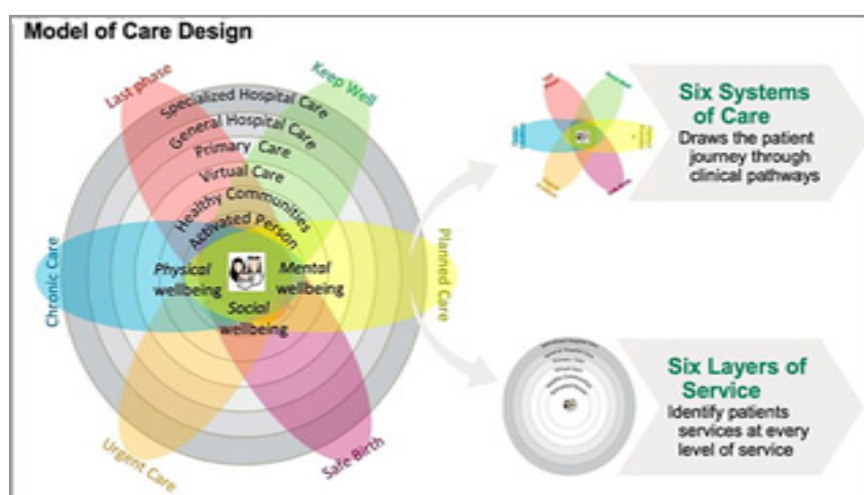 Model of Care Design
Last phase
Keep Well
Specialized Hospital Care
General Hospital Care
Primary Care
Virtual Care
Healthy Communities
Activated Person
Chronic Care
Physical
wellbeing
Mental
wellbeing
Social
wellbeing
Planned Care
Urgent Care
Safe Birth
Six Systems
of Care
Draws the patient
journey through
clinical pathways
Six Layers of
Service
Identify patients
services at every
level of service